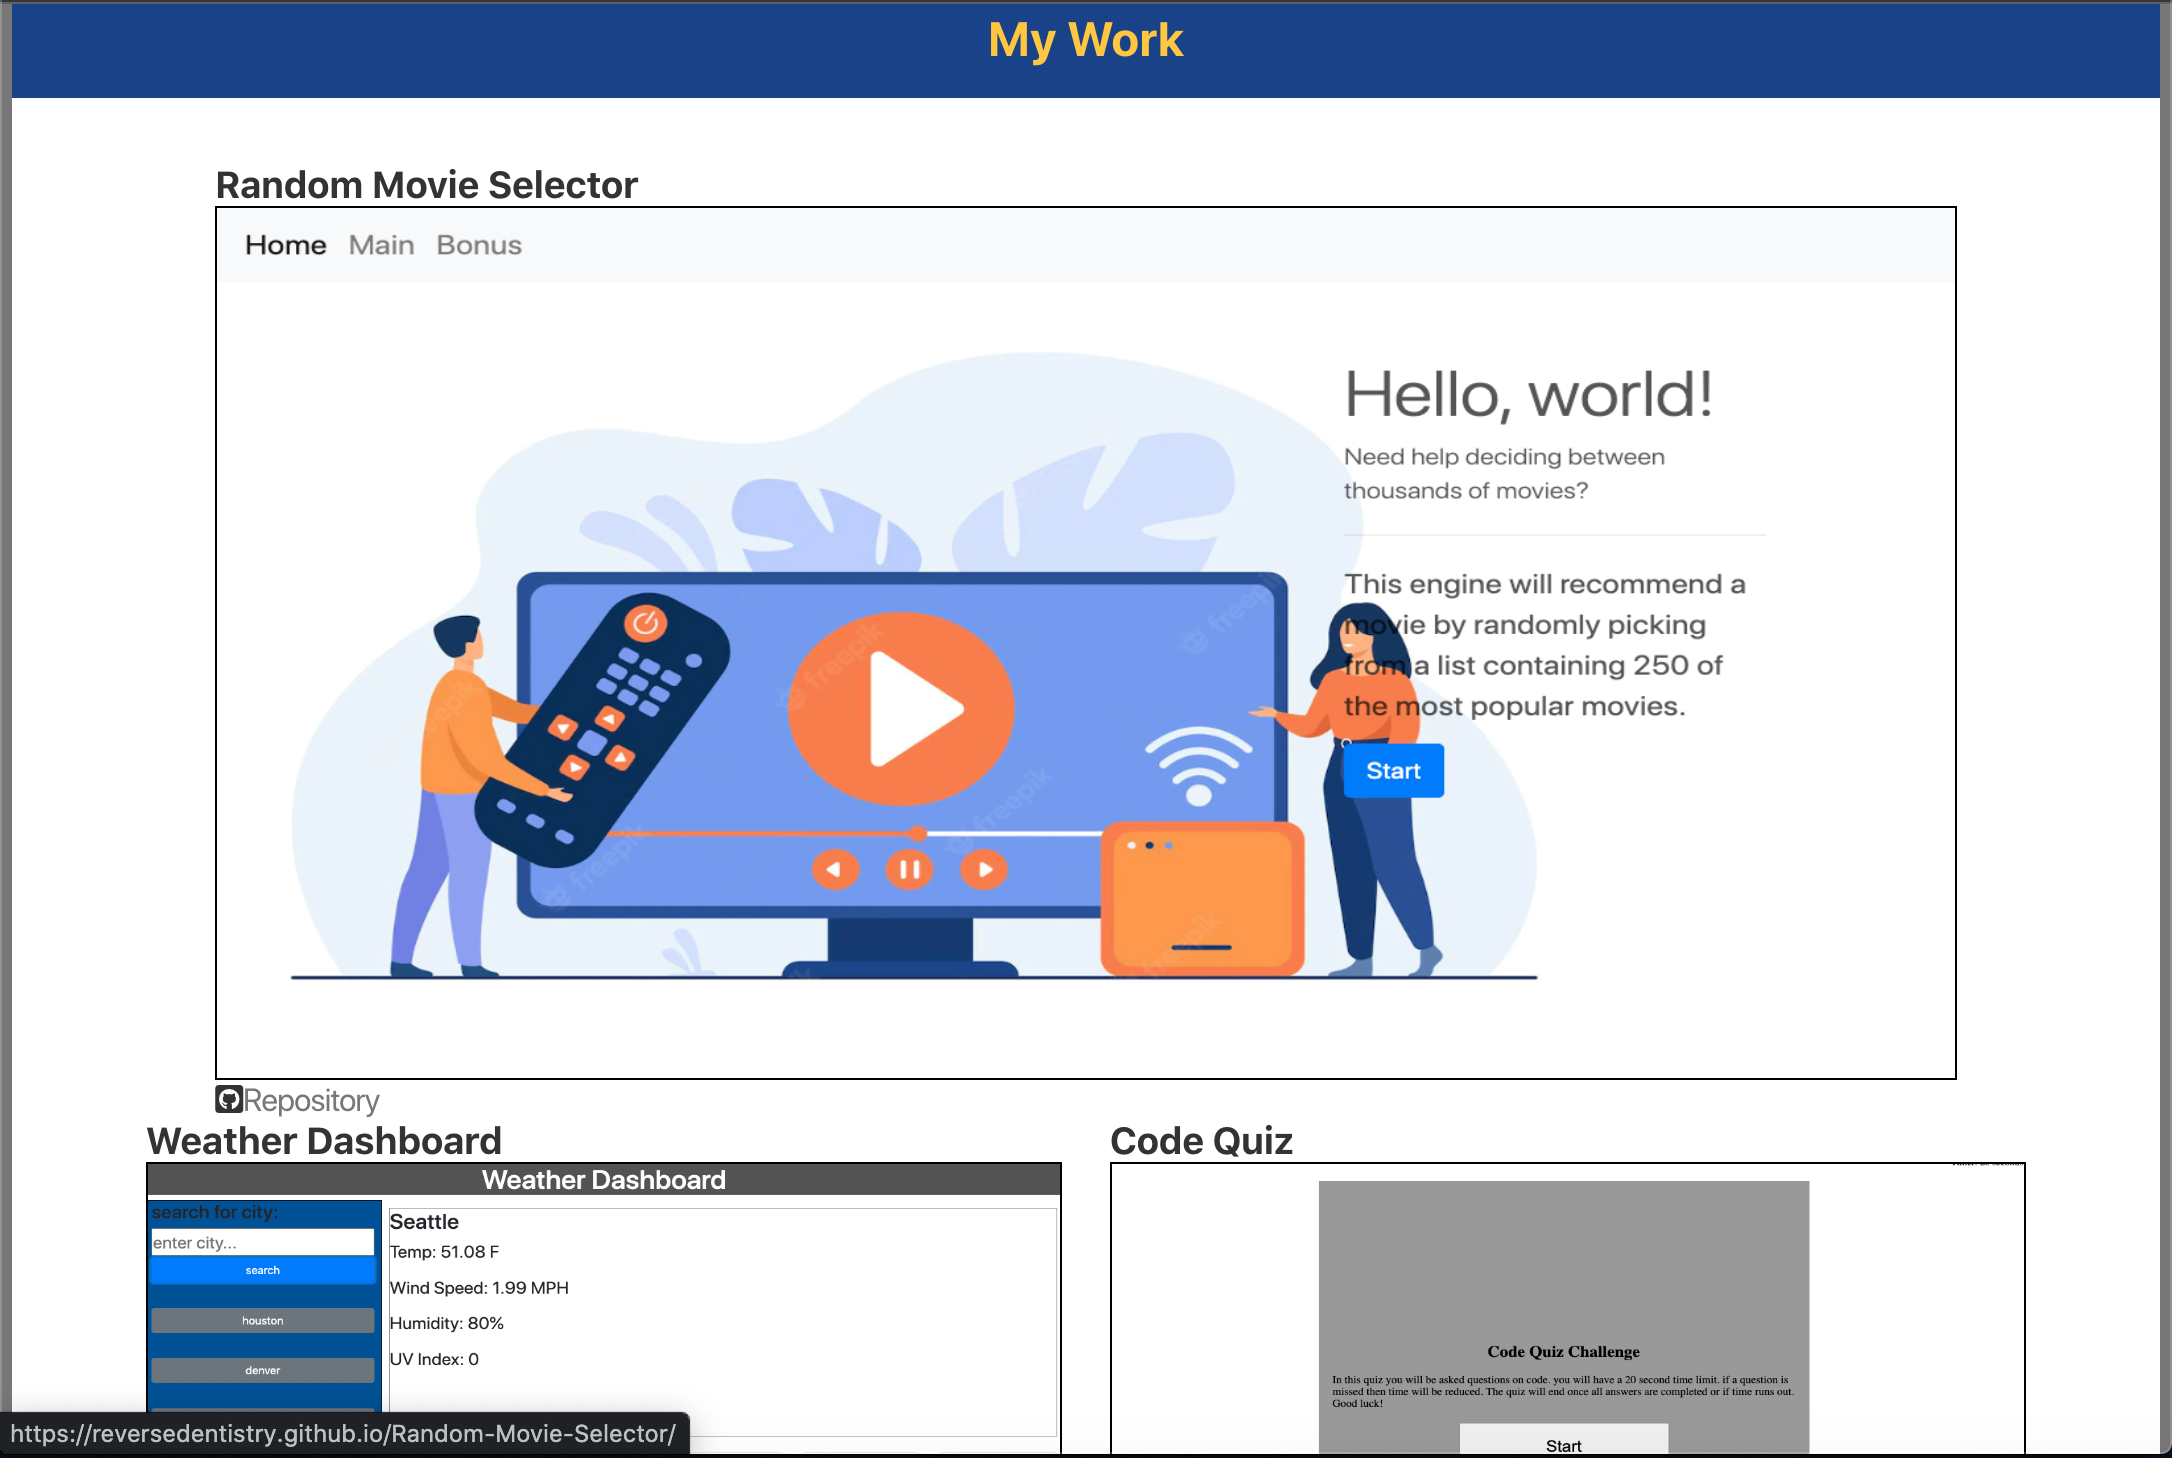 My Work
Random Movie Selector
Home Main Bonus
Hello, world!
Need help deciding between
thousands of movies?
This engine will recommend a
movie by randomly picking
from a list containing 250 of
the most popular movies.
Start
freepik
freepik
freepik
freepik
freepik
freepik
Repository
Weather Dashboard
Weather Dashboard
search for city:
enter city...
search
houston
denver
Seattle
Temp: 51.08 F
Wind Speed: 1.99 MPH
Humidity: 80%
UV Index: 0
Code Quiz
Code Quiz Challenge
In this quiz you will be asked questions on code. you will have a 20 second time limit. if a question is
missed then time will be reduced. The quiz will end once all answers are completed or if time runs out.
Good luck!
Start
https://reversedentistry.github.io/Random-Movie-Selector/